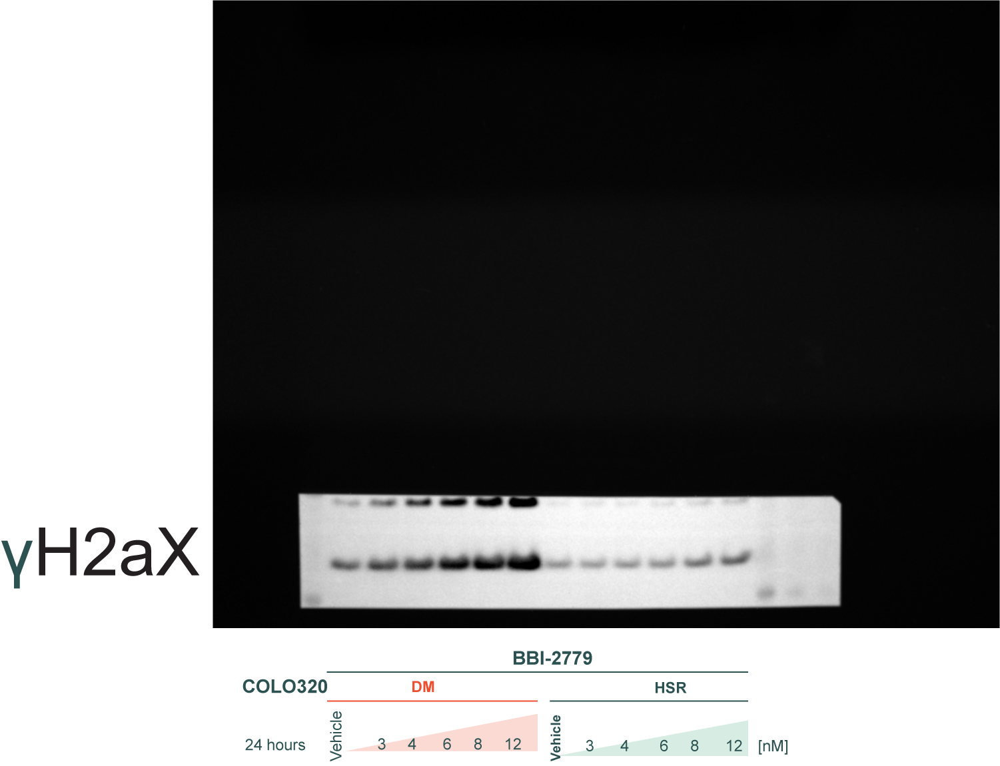 γH2aX
BBI-2779
COLO320 DM HSR
24 hours Vehicle 3 4 6 8 12 Vehicle 3 4 6 8 12 [nM]